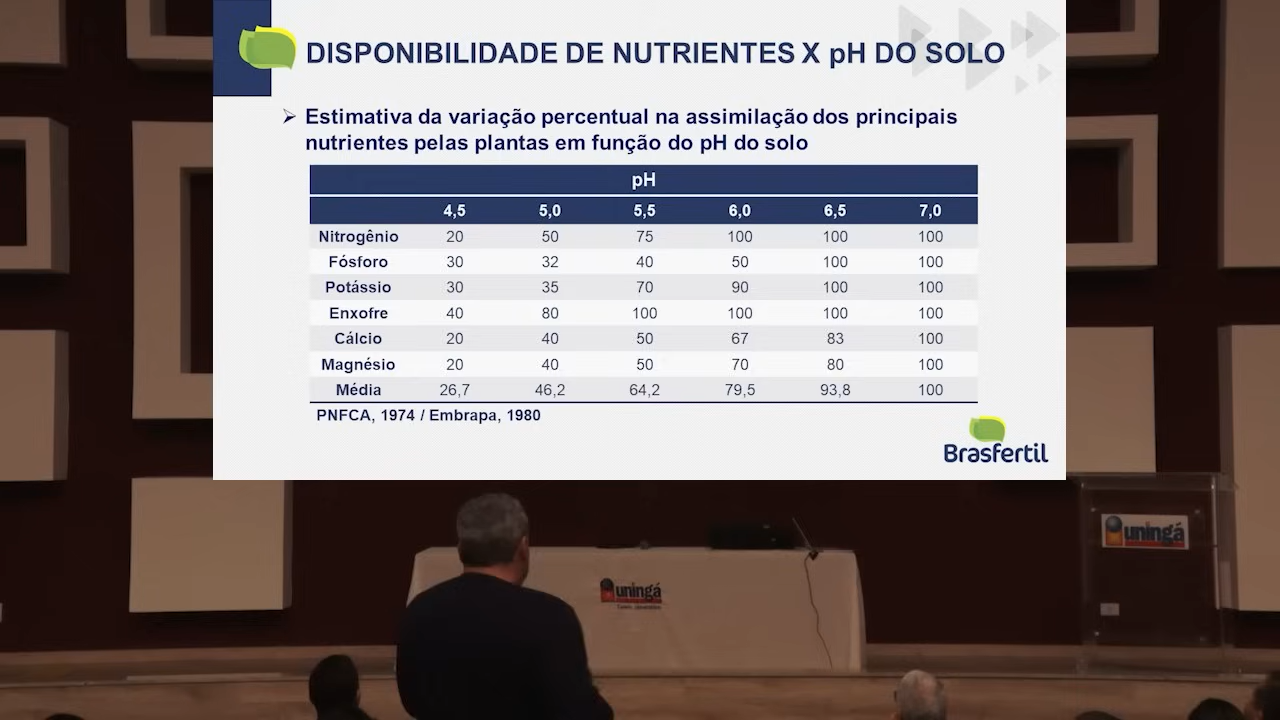 DISPONIBILIDADE DE NUTRIENTES X pH DO SOLO
➢ Estimativa da variação percentual na assimilação dos principais
nutrientes pelas plantas em função do pH do solo
pH
4,5 5,0 5,5 6,0 6,5 7,0
Nitrogênio 20 50 75 100 100 100
Fósforo 30 32 40 50 100 100
Potássio 30 35 70 90 100 100
Enxofre 40 80 100 100 100 100
Cálcio 20 40 50 67 83 100
Magnésio 20 40 50 70 80 100
Média 26,7 46,2 64,2 79,5 93,8 100
PNFCA, 1974 / Embrapa, 1980
Brasfertil
uningá
uningá